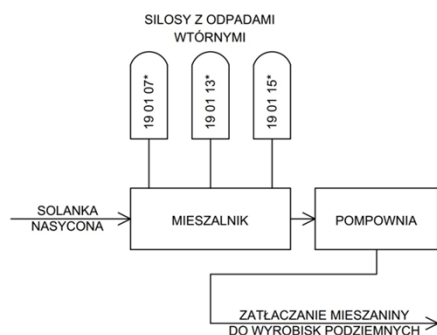 SILOSY Z ODPADAMI
WTÓRNYMI
19 01 07*
19 01 13*
19 01 15*
SOLANKA
NASYCONA
MIESZALNIK
POMPOWNIA
ZATŁACZANIE MIESZANINY
DO WYROBISK PODZIEMNYCH